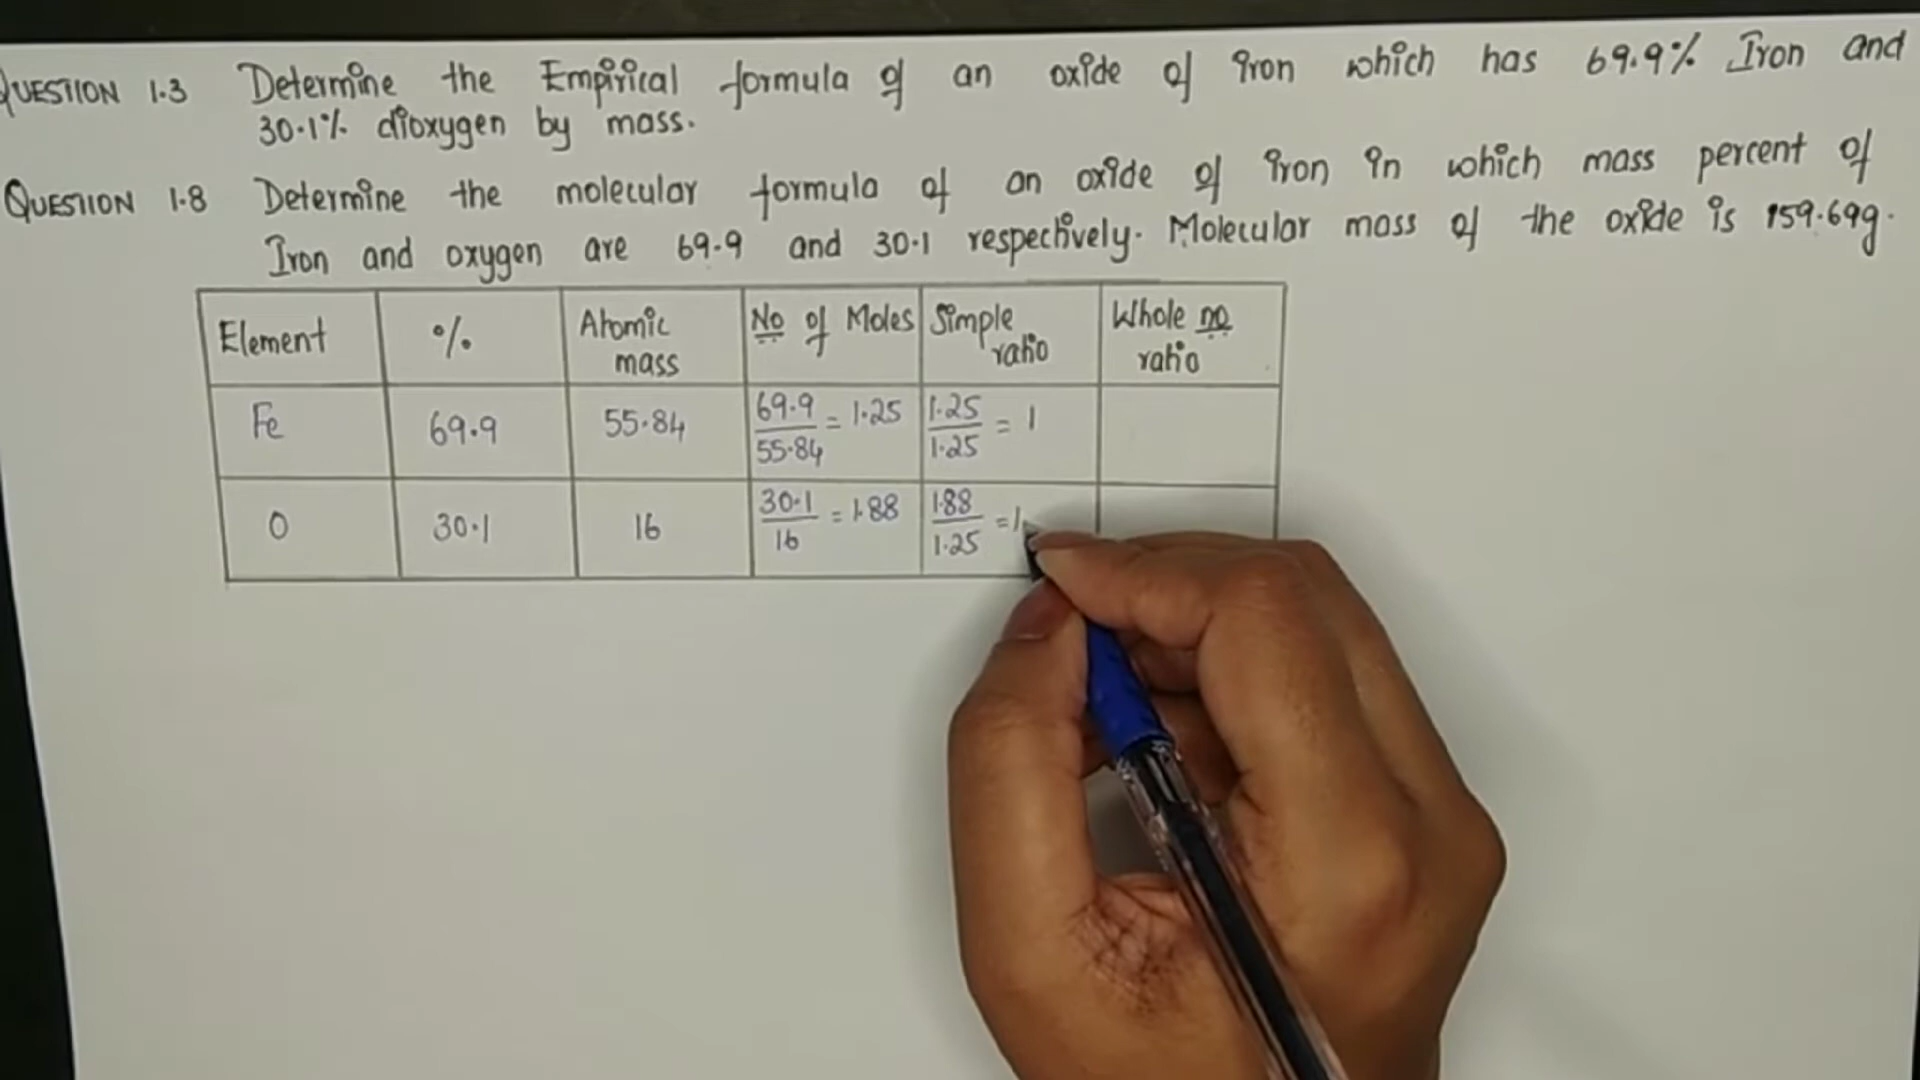 QUESTION 1.3 Determine the Empirical formula of an oxide of iron which has 69.9% Iron and
30.1% dioxygen by mass.
QUESTION 1.8 Determine the molecular formula of an oxide of iron in which mass percent of
Iron and oxygen are 69.9 and 30.1 respectively. Molecular mass of the oxide is 159.69g.
Element % Atomic mass No of Moles Simple ratio Whole no ratio
Fe 69.9 55.84 69.9/55.84 = 1.25 1.25/1.25 = 1
O 30.1 16 30.1/16 = 1.88 1.88/1.25 = 1